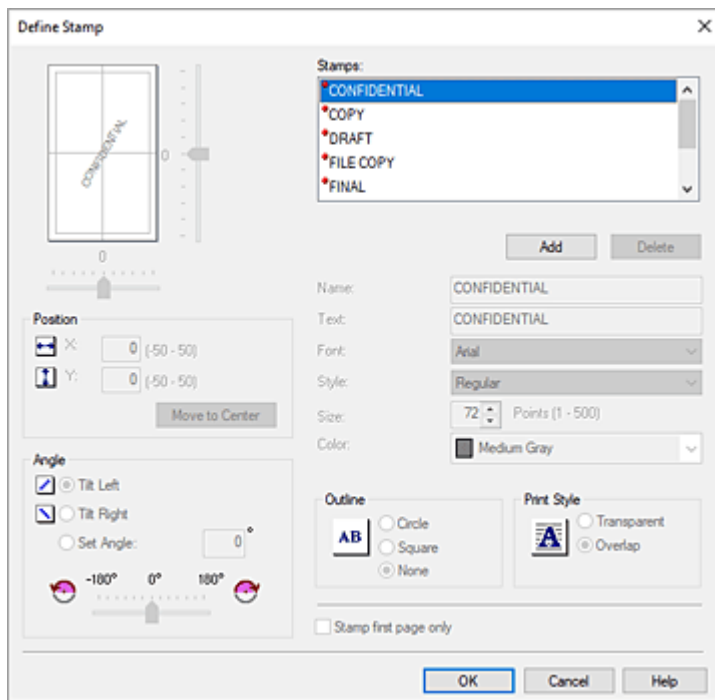 Define Stamp
CONFIDENTIAL
0
0
Stamps:
CONFIDENTIAL
COPY
DRAFT
FILE COPY
FINAL
Add
Delete
Name:
CONFIDENTIAL
Text:
CONFIDENTIAL
Font:
Arial
Style:
Regular
Size:
72
Points (1 - 500)
Color:
Medium Gray
Position
X:
0
(-50 - 50)
Y:
0
(-50 - 50)
Move to Center
Angle
Tilt Left
Tilt Right
Set Angle:
0
°
-180°
0°
180°
Outline
AB
Circle
Square
None
Print Style
A
Transparent
Overlap
Stamp first page only
OK
Cancel
Help